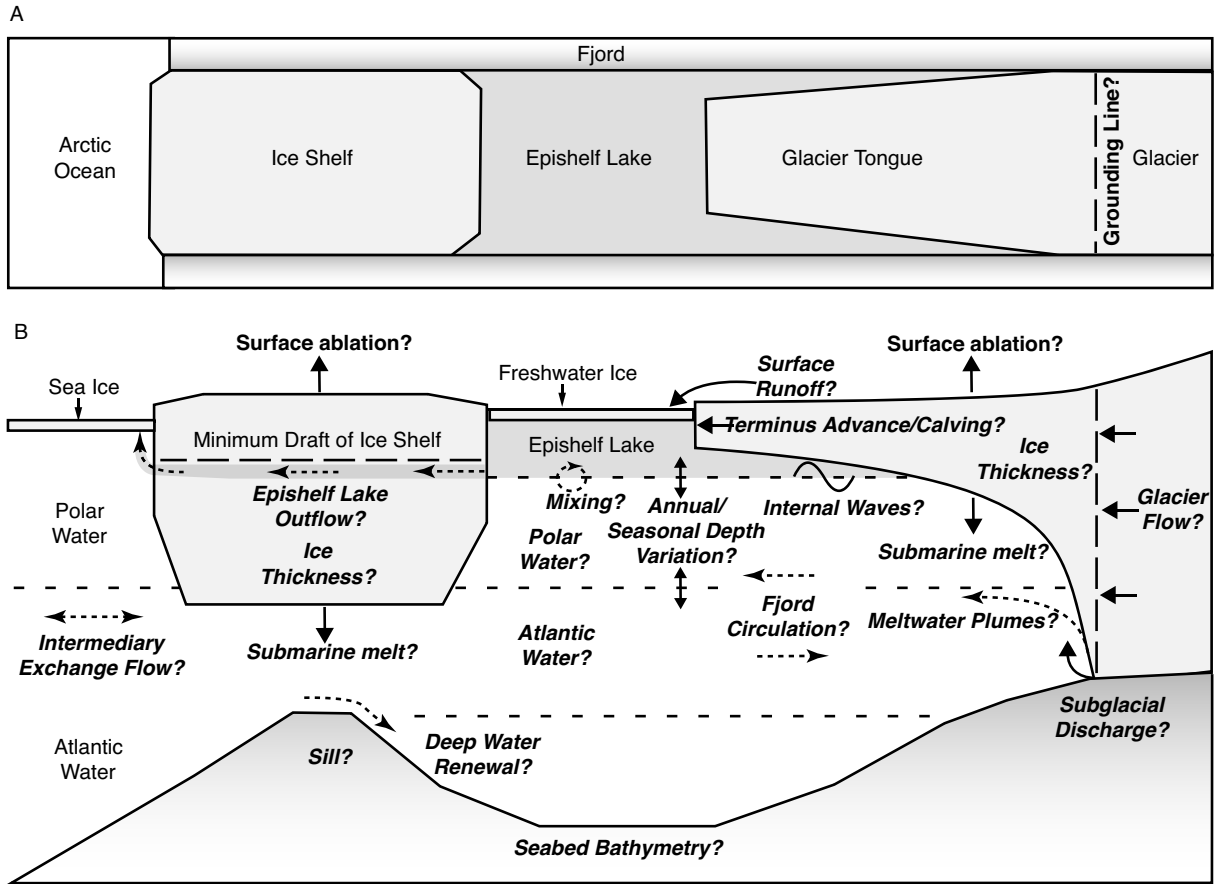 A
Fjord
Arctic
Ocean
Ice Shelf
Epishelf Lake
Glacier Tongue
Grounding Line?
Glacier
B
Surface ablation?
Surface ablation?
Sea Ice
Freshwater Ice
Surface
Runoff?
Minimum Draft of Ice Shelf
Epishelf Lake
Terminus Advance/Calving?
Ice
Thickness?
Epishelf Lake
Outflow?
Mixing?
Annual/
Seasonal Depth
Variation?
Internal Waves?
Glacier
Flow?
Polar
Water
Ice
Thickness?
Polar
Water?
Submarine melt?
Intermediary
Exchange Flow?
Submarine melt?
Atlantic
Water?
Fjord
Circulation?
Meltwater Plumes?
Subglacial
Discharge?
Atlantic
Water
Sill?
Deep Water
Renewal?
Seabed Bathymetry?